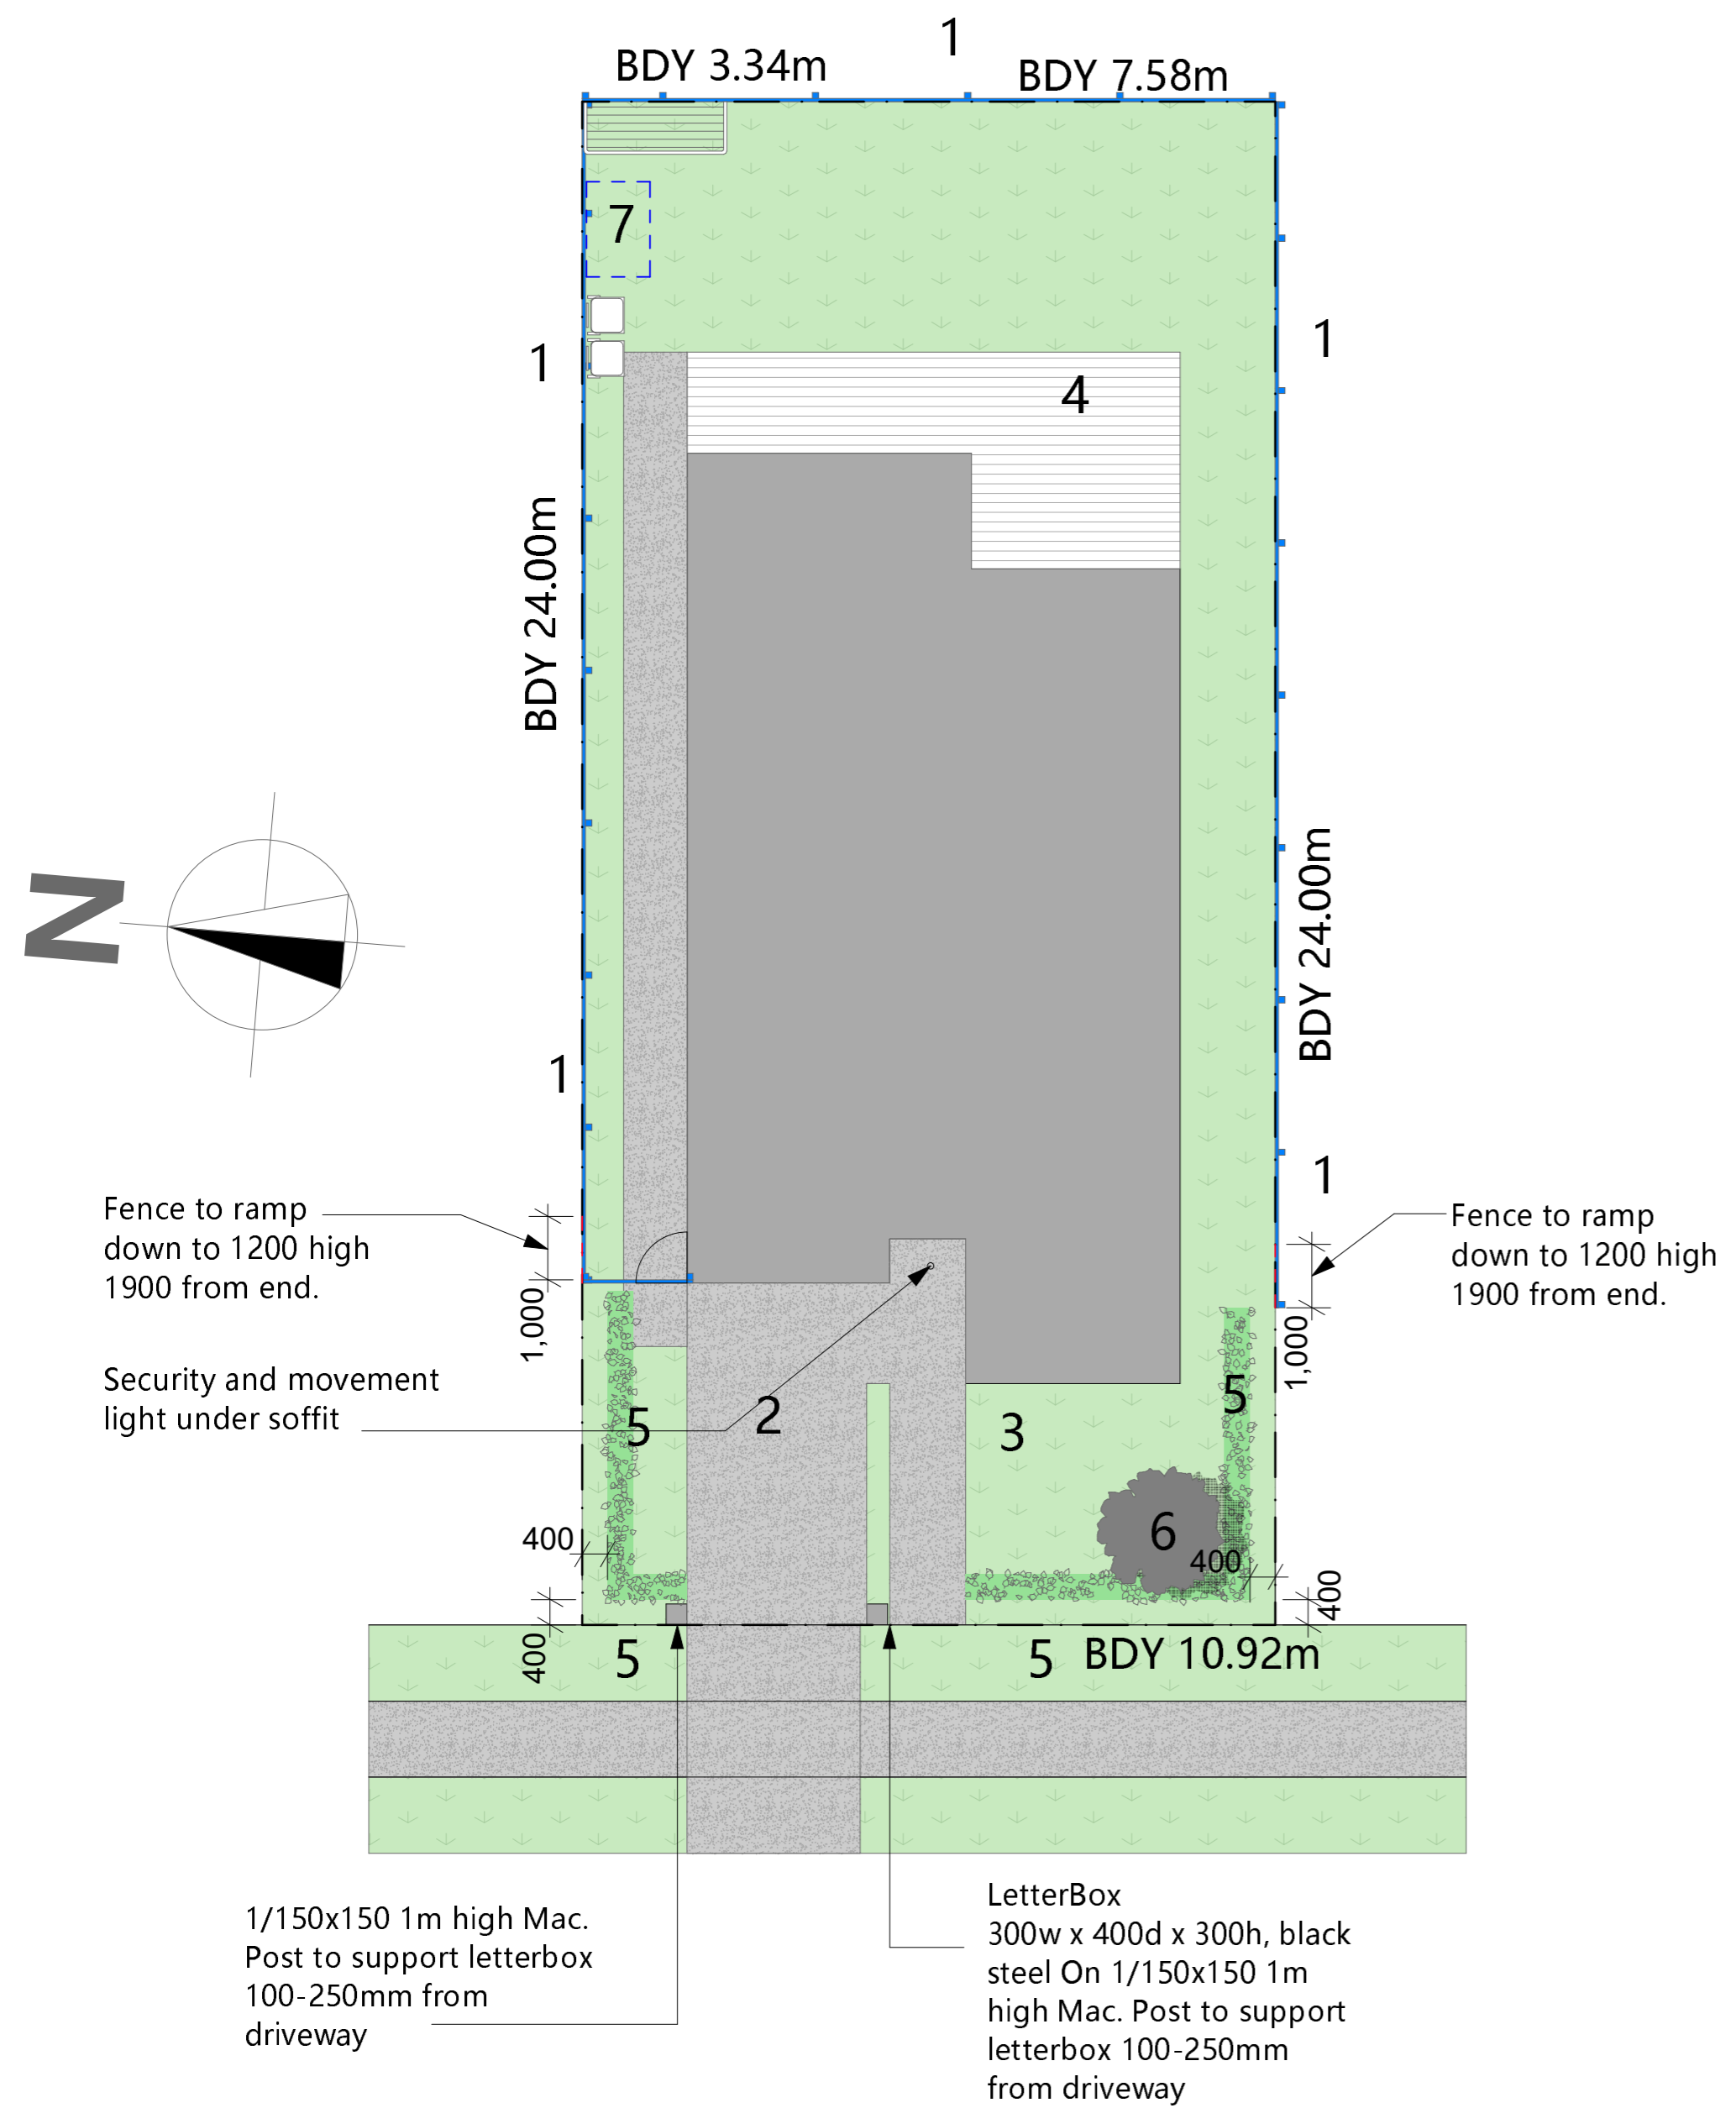 1
BDY 3.34m
BDY 7.58m
7
1
1
4
BDY 24.00m
BDY 24.00m
N
1
1
Fence to ramp
down to 1200 high
1900 from end.
Fence to ramp
down to 1200 high
1900 from end.
1,000
1,000
Security and movement
light under soffit
5
2
3
5
6
400
400
400
400
5
5
BDY 10.92m
1/150x150 1m high Mac.
Post to support letterbox
100-250mm from
driveway
LetterBox
300w x 400d x 300h, black
steel On 1/150x150 1m
high Mac. Post to support
letterbox 100-250mm
from driveway